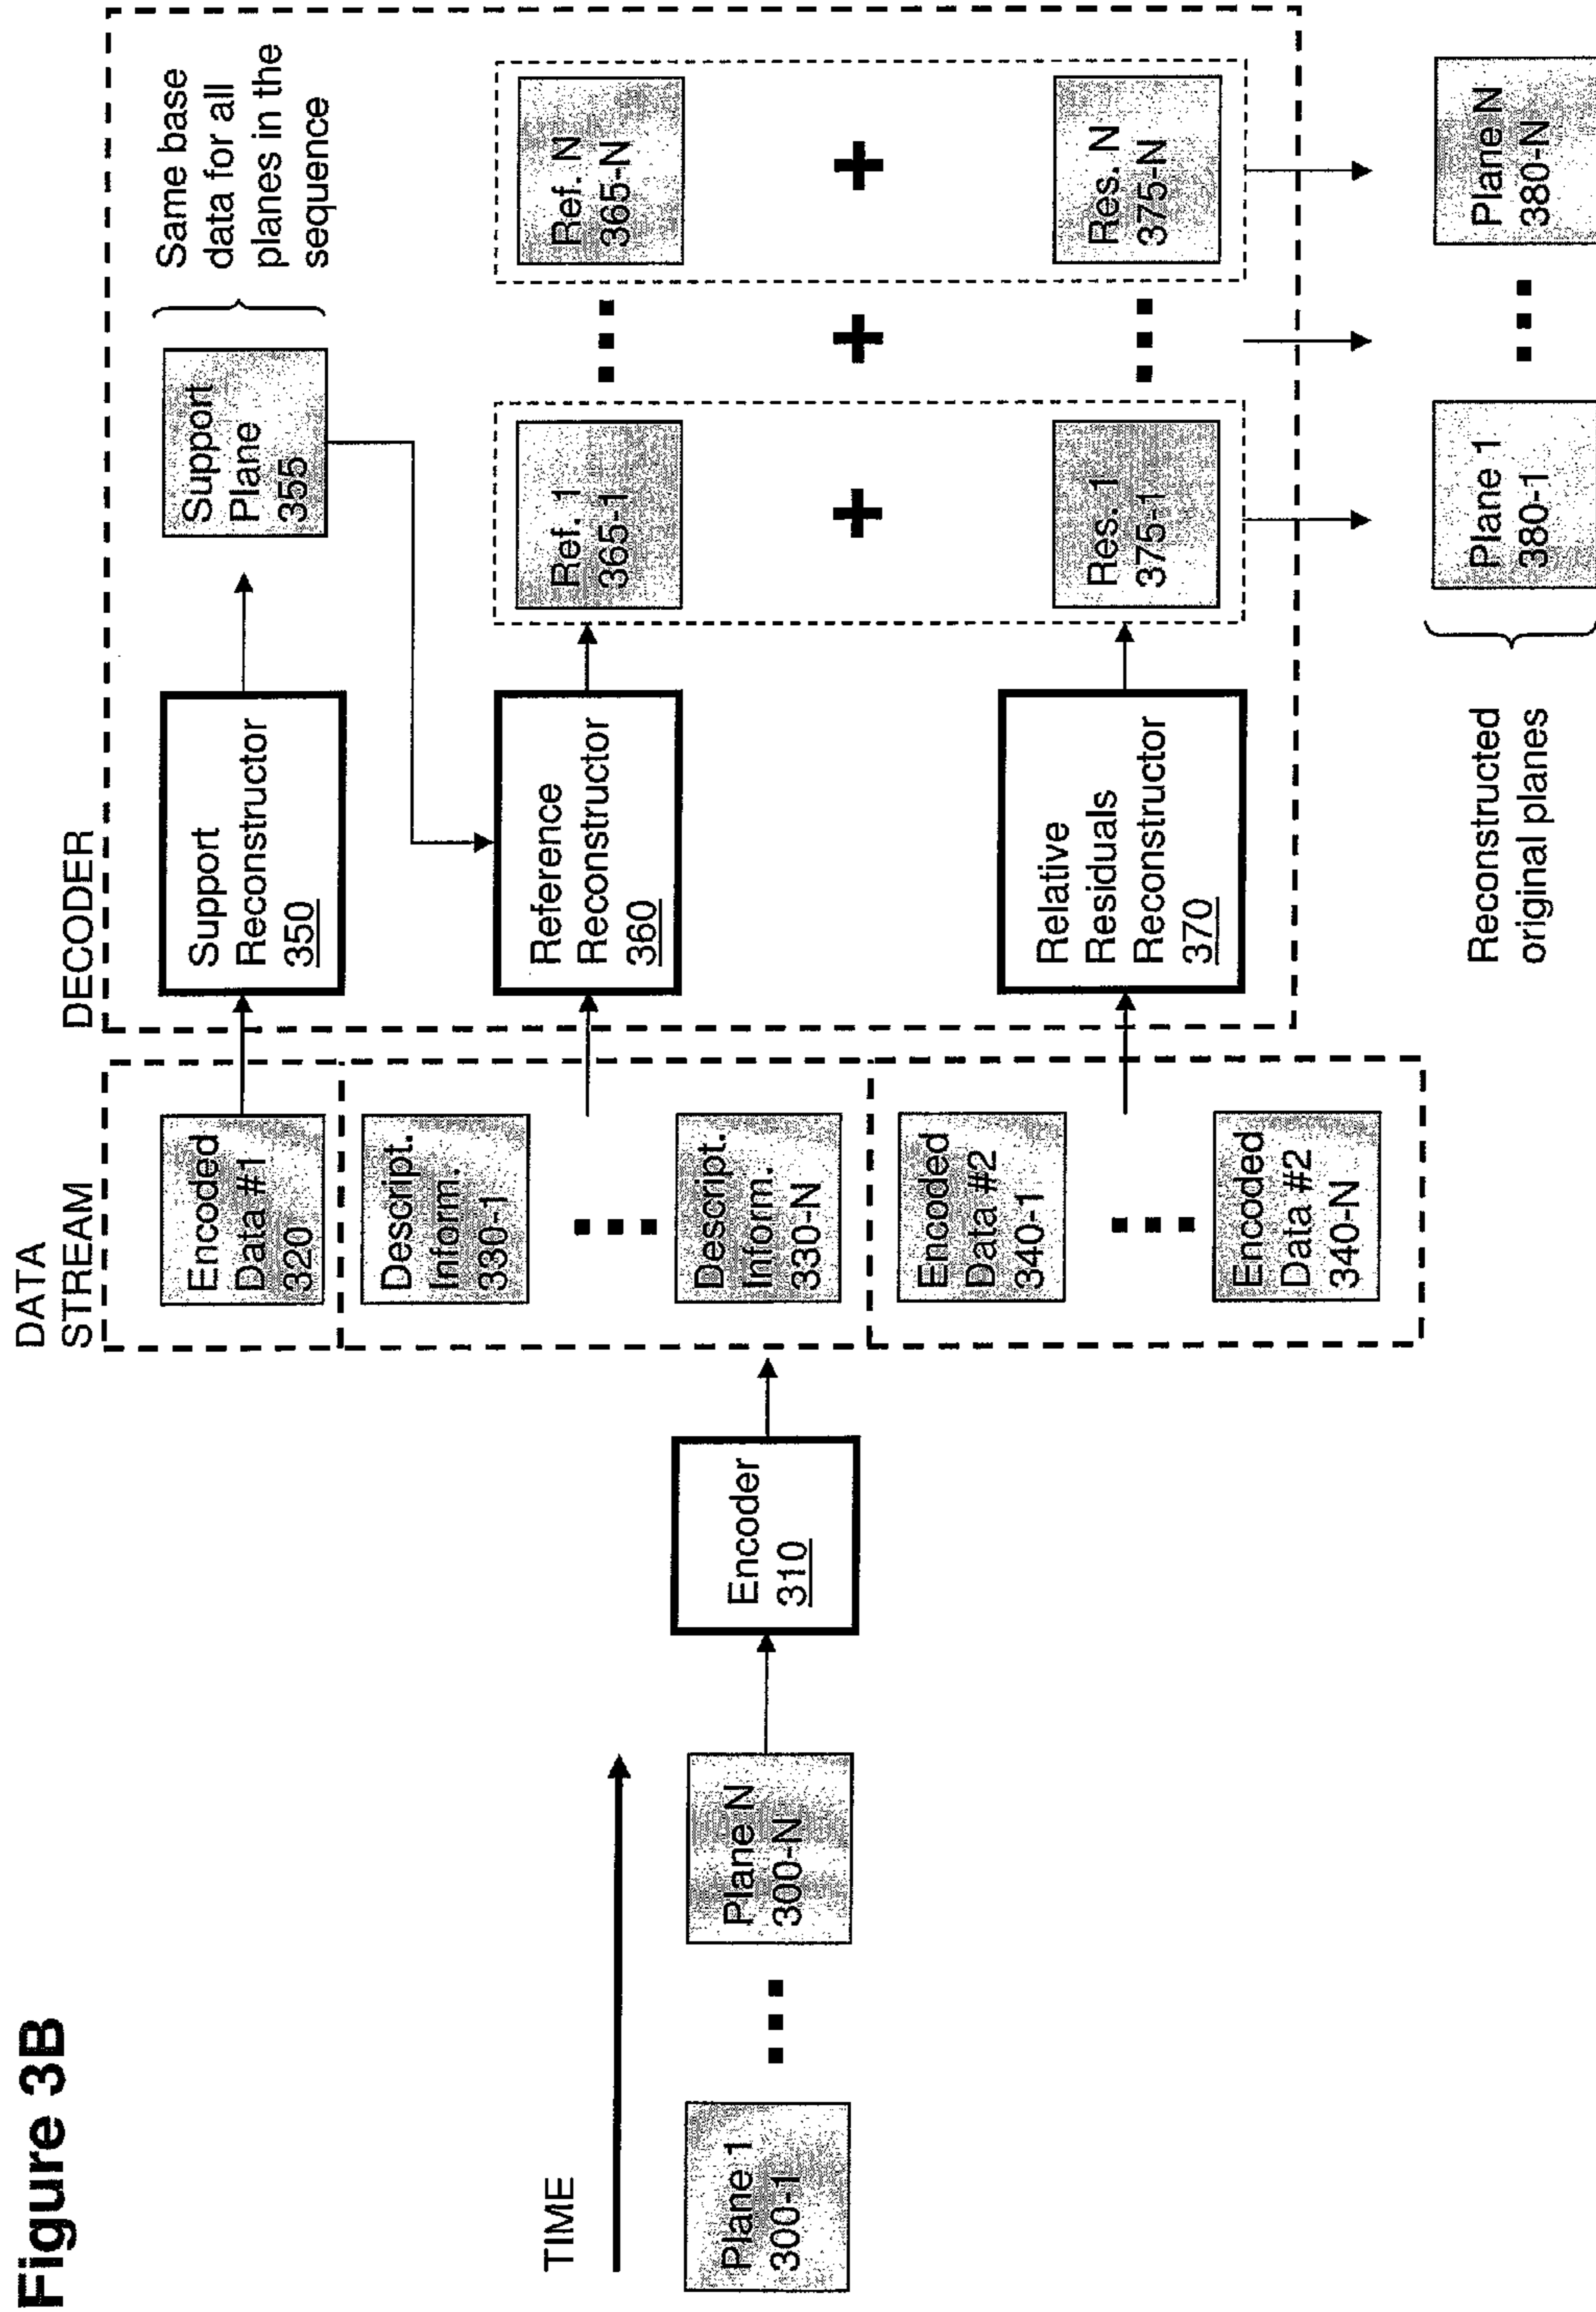 Figure 3B
TIME
Plane 1
300-1
Plane N
300-N
Encoder
310
DATA
STREAM
Encoded
Data #1
320
Descript.
Inform.
330-1
Descript.
Inform.
330-N
Encoded
Data #2
340-1
Encoded
Data #2
340-N
DECODER
Support
Reconstructor
350
Reference
Reconstructor
360
Relative
Residuals
Reconstructor
370
Support
Plane
355
Same base
data for all
planes in the
sequence
Ref. 1
365-1
Ref. N
365-N
+
+
+
Res. 1
375-1
Res. N
375-N
Reconstructed
original planes
Plane 1
380-1
Plane N
380-N